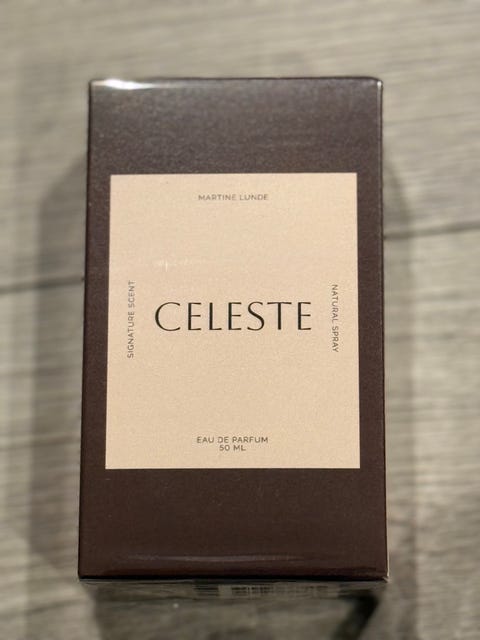 MARTINE LUNDE
SIGNATURE SCENT
CELESTE
NATURAL SPRAY
EAU DE PARFUM
50 ML